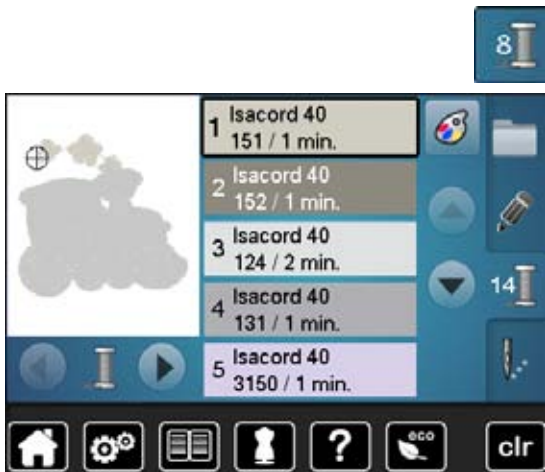 8
1 Isacord 40
151 / 1 min.
2 Isacord 40
152 / 1 min.
3 Isacord 40
124 / 2 min.
14
4 Isacord 40
131 / 1 min.
5 Isacord 40
3150 / 1 min.
?
eco
clr